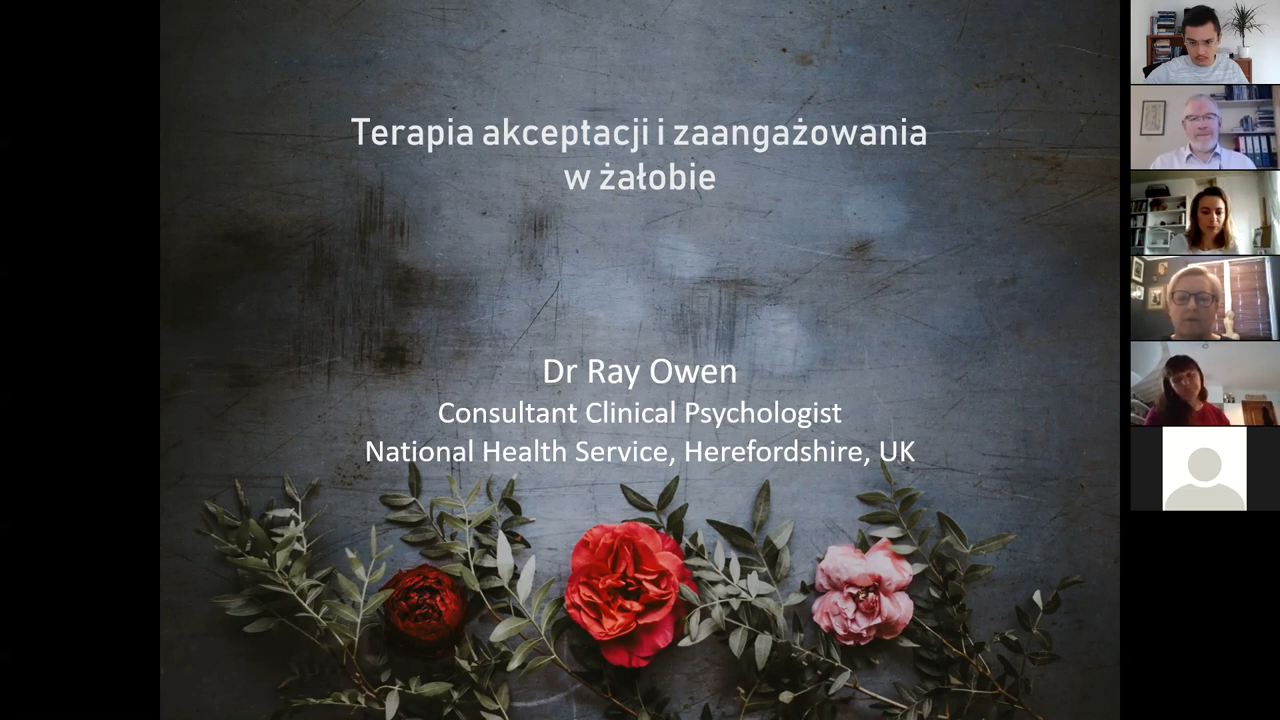 Terapia akceptacji i zaangażowania
w żałobie
Dr Ray Owen
Consultant Clinical Psychologist
National Health Service, Herefordshire, UK